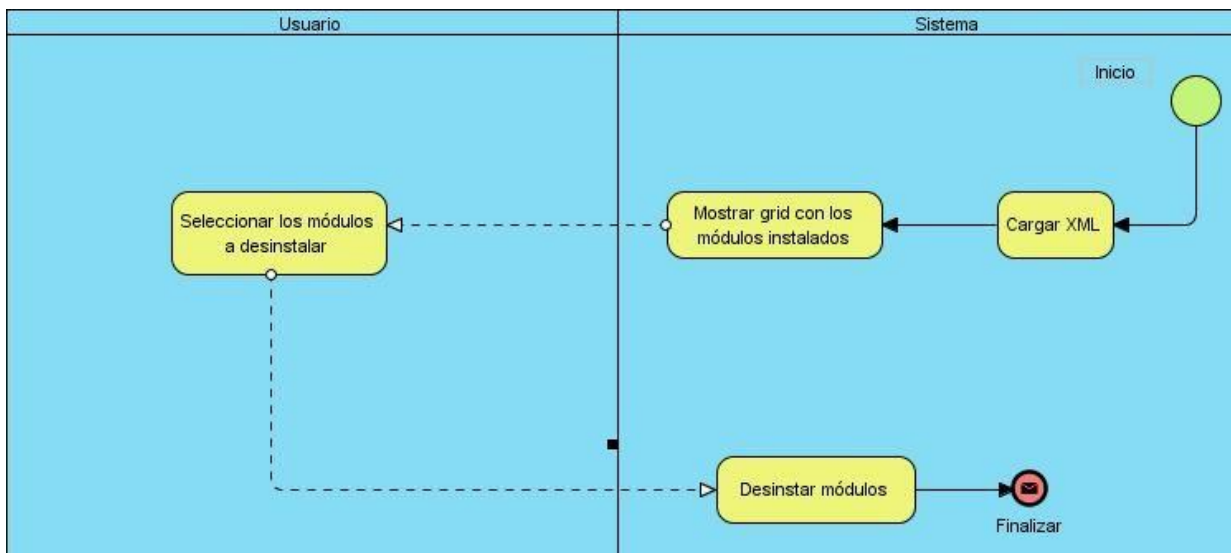 Usuario
Sistema
Inicio
Seleccionar los módulos
a desinstalar
Mostrar grid con los
módulos instalados
Cargar XML
Desinstar módulos
Finalizar